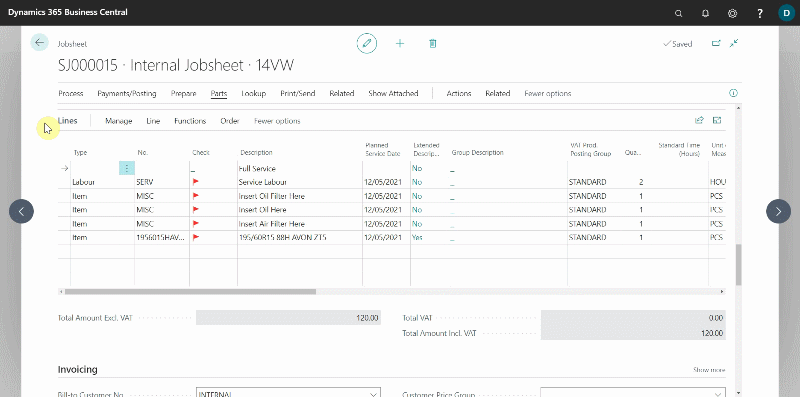 Dynamics 365 Business Central
?
D
Jobsheet
Saved
SJ000015 · Internal Jobsheet · 14VW
Process Payments/Posting Prepare Parts Lookup Print/Send Related Show Attached Actions Related Fewer options
Lines Manage Line Functions Order Fewer options
Type No. Check Description Planned Service Date Extended Descrip... Group Description VAT Prod. Posting Group Qua... Standard Time (Hours) Unit Meas
_ Full Service No _
Labour SERV Service Labour 12/05/2021 No _ STANDARD 2 HOU
Item MISC Insert Oil Filter Here 12/05/2021 No _ STANDARD 1 PCS
Item MISC Insert Oil Here 12/05/2021 No _ STANDARD 1 PCS
Item MISC Insert Air Filter Here 12/05/2021 No _ STANDARD 1 PCS
Item 1956015HAV... 195/60R15 88H AVON ZT5 12/05/2021 Yes _ STANDARD 1 PCS
Total Amount Excl. VAT 120.00 Total VAT 0.00
Total Amount Incl. VAT 120.00
Invoicing Show more
Bill-to Customer No. INTERNAL Customer Price Group